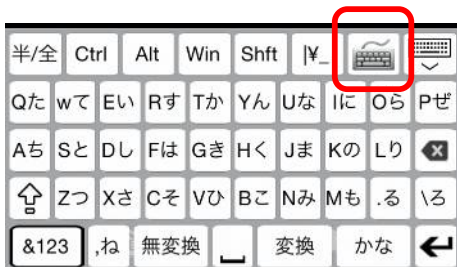 半/全 Ctrl Alt Win Shft |¥_
Qた Wて Eい Rす Tか Yん Uな Iに Oら Pぜ
Aち Sと Dし Fは Gき Hく Jま Kの Lり
Zつ Xさ Cそ Vひ Bこ Nみ Mも .る \ろ
&123 ,ね 無変換 変換 かな